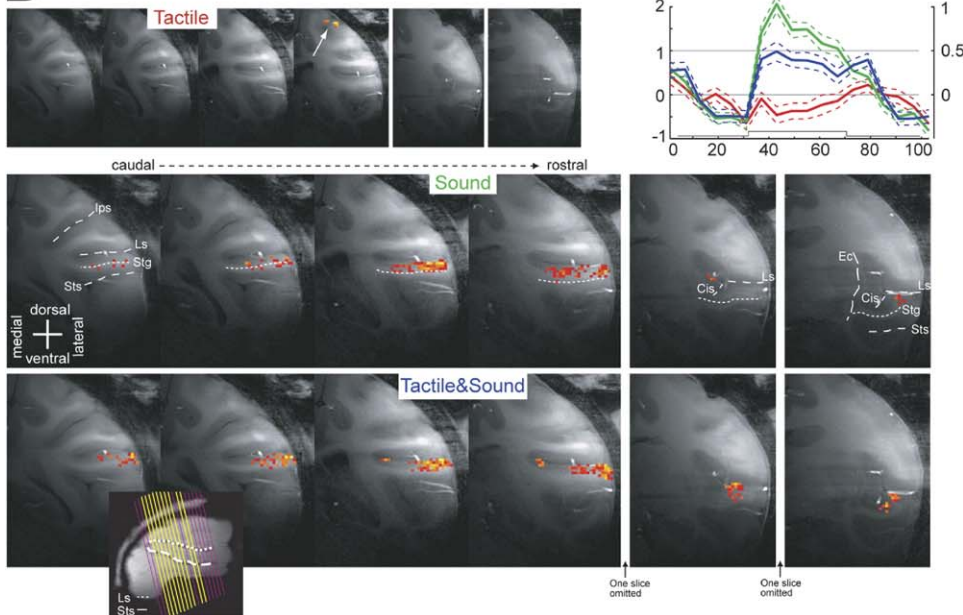 Tactile
2
1
0
-1
1
0.5
0
0 20 40 60 80 100
caudal rostral
Sound
Ips
Ls
Stg
Sts
dorsal
medial lateral
ventral
Cis
Ls
Ec
Cis
Ls
Stg
Sts
Tactile&Sound
Ls
Sts
One slice
omitted
One slice
omitted